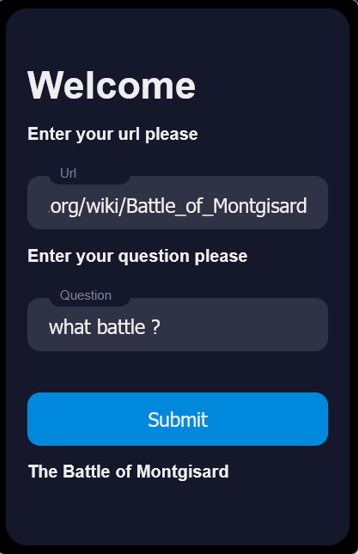 Welcome
Enter your url please
Url
.org/wiki/Battle_of_Montgisard
Enter your question please
Question
what battle ?
Submit
The Battle of Montgisard